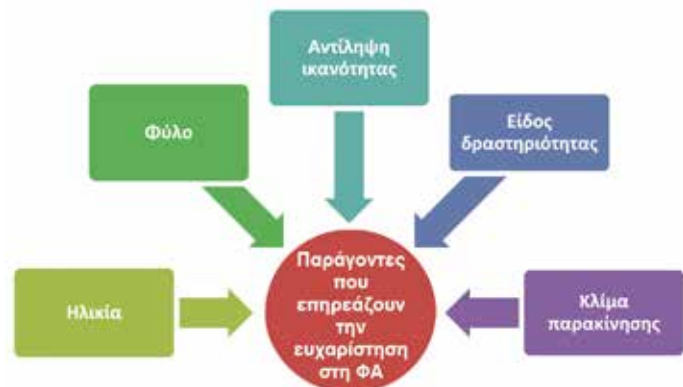 Αντίληψη
ικανότητας
Φύλο
Είδος
δραστηριότητας
Ηλικία
Παράγοντες
που
επηρεάζουν
την
ευχαρίστηση
στη ΦΑ
Κλίμα
παρακίνησης